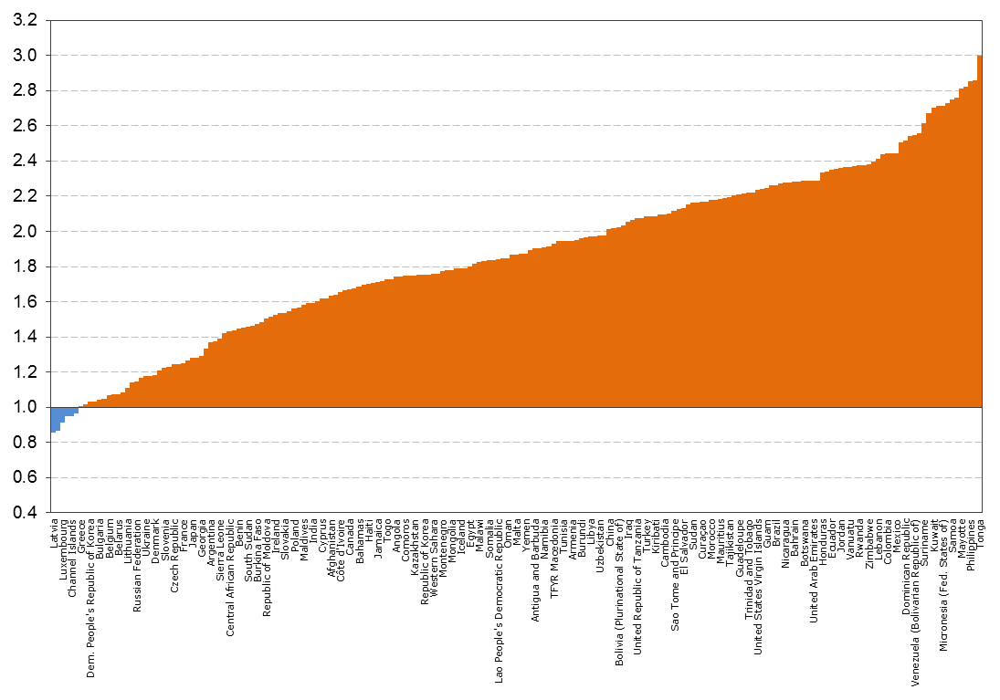 3.2
3.0
2.8
2.6
2.4
2.2
2.0
1.8
1.6
1.4
1.2
1.0
0.8
0.6
0.4
Latvia
Luxembourg
Channel Islands
Greece
Dem. People's Republic of Korea
Bulgaria
Belgium
Belarus
Lithuania
Russian Federation
Ukraine
Denmark
Slovenia
Czech Republic
France
Japan
Georgia
Argentina
Sierra Leone
Central African Republic
Benin
South Sudan
Burkina Faso
Republic of Moldova
Ireland
Slovakia
Poland
Maldives
India
Cyprus
Afghanistan
Côte d'Ivoire
Canada
Bahamas
Haiti
Jamaica
Togo
Angola
Comoros
Kazakhstan
Republic of Korea
Western Sahara
Montenegro
Mongolia
Iceland
Egypt
Malawi
Somalia
Lao People's Democratic Republic
Oman
Malta
Yemen
Antigua and Barbuda
Namibia
TFYR Macedonia
Tunisia
Armenia
Burundi
Libya
Uzbekistan
China
Bolivia (Plurinational State of)
Iraq
United Republic of Tanzania
Turkey
Kiribati
Cambodia
Sao Tome and Principe
El Salvador
Sudan
Curaçao
Morocco
Mauritius
Tajikistan
Guadeloupe
Trinidad and Tobago
United States Virgin Islands
Guam
Brazil
Nicaragua
Bahrain
Botswana
United Arab Emirates
Honduras
Ecuador
Jordan
Vanuatu
Rwanda
Zimbabwe
Lebanon
Colombia
Mexico
Dominican Republic
Venezuela (Bolivarian Republic of)
Suriname
Kuwait
Micronesia (Fed. States of)
Samoa
Mayotte
Philippines
Tonga